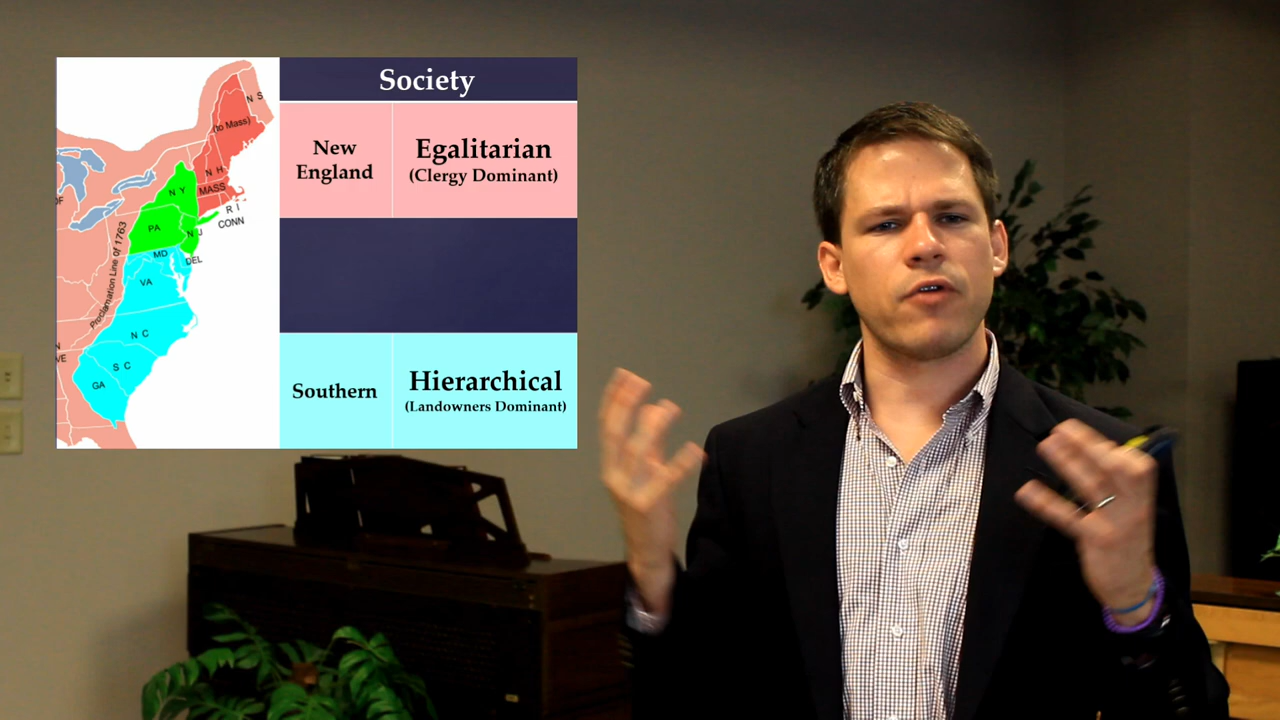 Society
New
England
Egalitarian
(Clergy Dominant)
Southern
Hierarchical
(Landowners Dominant)
N S
(to Mass)
N H
N Y
MASS
R I
CONN
PA
N J
MD
DEL
VA
Proclamation Line of 1763
N C
S C
GA